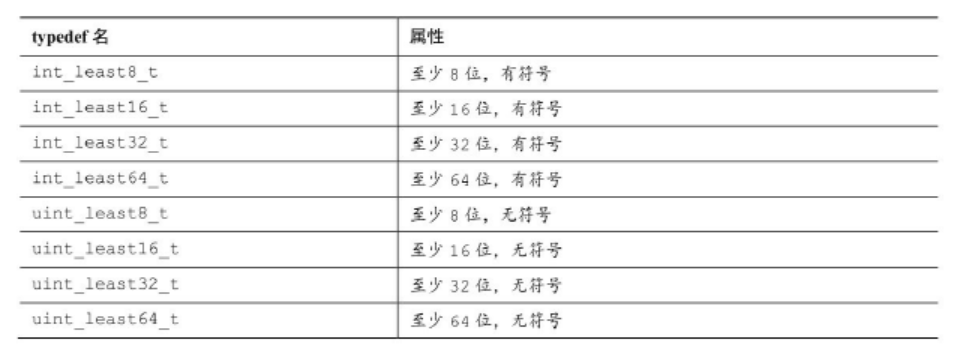 typedef 名 属性
int_least8_t 至少 8 位，有符号
int_least16_t 至少 16 位，有符号
int_least32_t 至少 32 位，有符号
int_least64_t 至少 64 位，有符号
uint_least8_t 至少 8 位，无符号
uint_least16_t 至少 16 位，无符号
uint_least32_t 至少 32 位，无符号
uint_least64_t 至少 64 位，无符号